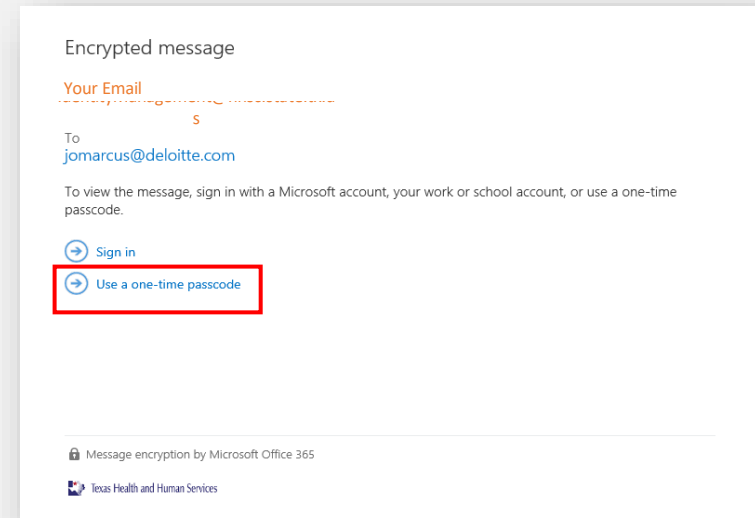 Encrypted message
Your Email
s
To
jomarcus@deloitte.com
To view the message, sign in with a Microsoft account, your work or school account, or use a one-time
passcode.
Sign in
Use a one-time passcode
Message encryption by Microsoft Office 365
Texas Health and Human Services